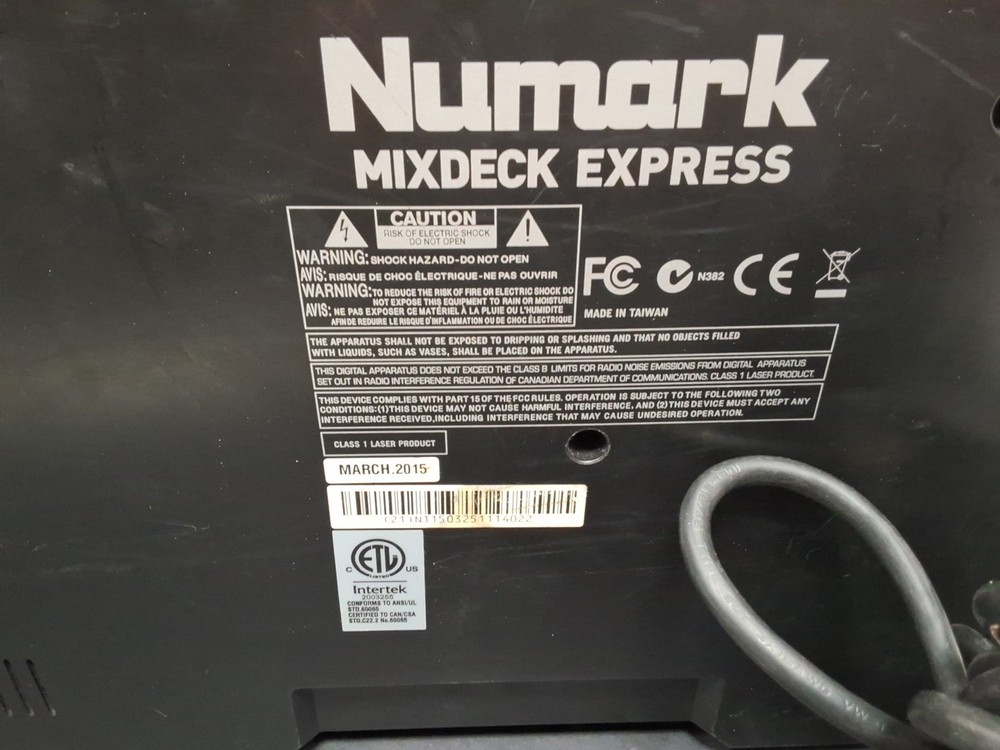 Numark
MIXDECK EXPRESS
CAUTION
RISK OF ELECTRIC SHOCK
DO NOT OPEN
WARNING: SHOCK HAZARD-DO NOT OPEN
AVIS: RISQUE DE CHOC ÉLECTRIQUE-NE PAS OUVRIR
WARNING: TO REDUCE THE RISK OF FIRE OR ELECTRIC SHOCK DO
NOT EXPOSE THIS EQUIPMENT TO RAIN OR MOISTURE
AVIS: NE PAS EXPOSER CE MATÉRIEL À LA PLUIE OU L'HUMIDITE
AFIN DE REDUIRE LE RISQUE D'INFLAMMATION OU DE CHOC ÉLECTRIQUE
FC N382 CE
MADE IN TAIWAN
THE APPARATUS SHALL NOT BE EXPOSED TO DRIPPING OR SPLASHING AND THAT NO OBJECTS FILLED
WITH LIQUIDS, SUCH AS VASES, SHALL BE PLACED ON THE APPARATUS.
THIS DIGITAL APPARATUS DOES NOT EXCEED THE CLASS B LIMITS FOR RADIO NOISE EMISSIONS FROM DIGITAL APPARATUS
SET OUT IN RADIO INTERFERENCE REGULATION OF CANADIAN DEPARTMENT OF COMMUNICATIONS. CLASS 1 LASER PRODUCT.
THIS DEVICE COMPLIES WITH PART 15 OF THE FCC RULES. OPERATION IS SUBJECT TO THE FOLLOWING TWO
CONDITIONS:(1)THIS DEVICE MAY NOT CAUSE HARMFUL INTERFERENCE, AND (2)THIS DEVICE MUST ACCEPT ANY
INTERFERENCE RECEIVED,INCLUDING INTERFERENCE THAT MAY CAUSE UNDESIRED OPERATION.
CLASS 1 LASER PRODUCT
MARCH.2015
(21)N11503251114022
C ETL US
LISTED
Intertek
2003255
CONFORMS TO ANSI/UL
STD.60065
CERTIFIED TO CAN/CSA
STD.C22.2 No.60065